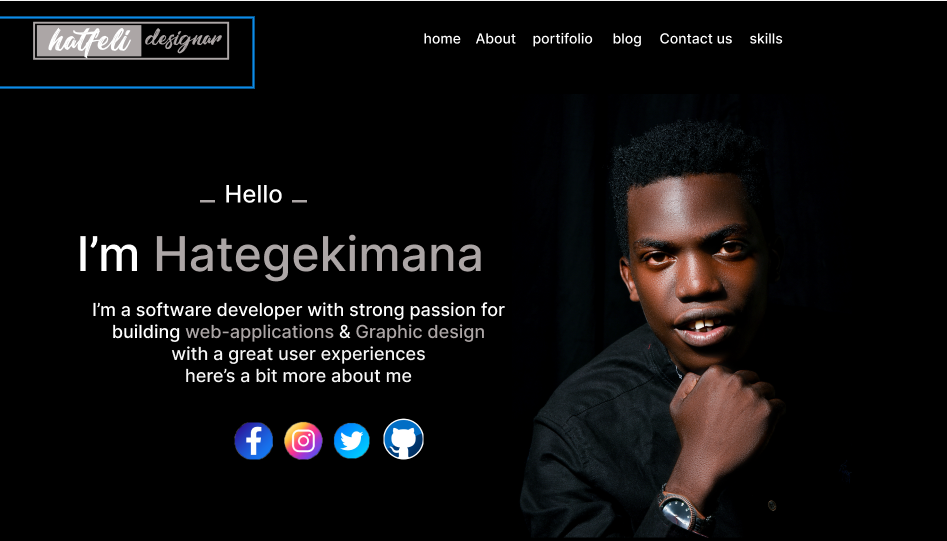 hatfeli designar
home About portifolio blog Contact us skills
Hello
I'm Hategekimana
I'm a software developer with strong passion for
building web-applications & Graphic design
with a great user experiences
here's a bit more about me